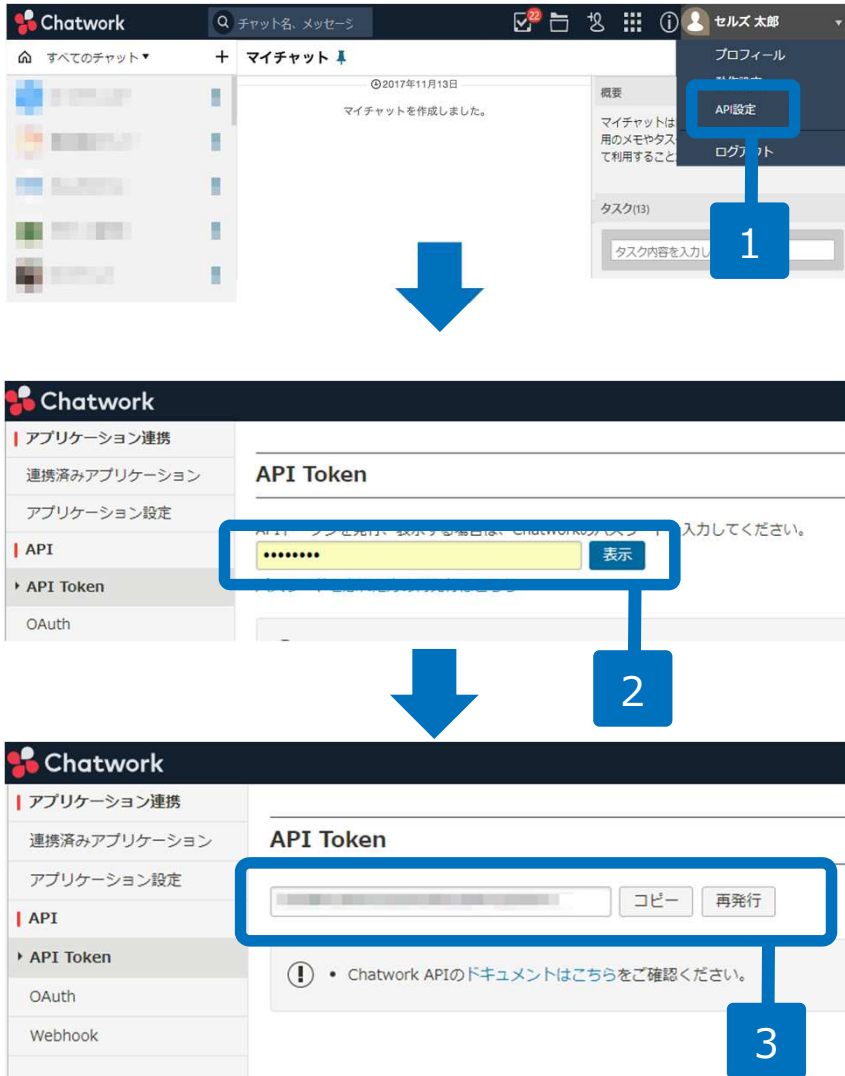 Chatwork
チャット名、メッセージ
22
セルズ 太郎
すべてのチャット▼
+
マイチャット
プロフィール
2017年11月13日
マイチャットを作成しました。
概要
API設定
マイチャットは
用のメモやタス
て利用すること
ログアウト
タスク(13)
タスク内容を入力し
1
Chatwork
アプリケーション連携
連携済みアプリケーション
API Token
アプリケーション設定
入力してください。
API
••••••••
表示
API Token
OAuth
2
Chatwork
アプリケーション連携
連携済みアプリケーション
API Token
アプリケーション設定
コピー
再発行
API
API Token
• Chatwork APIのドキュメントはこちらをご確認ください。
OAuth
Webhook
3